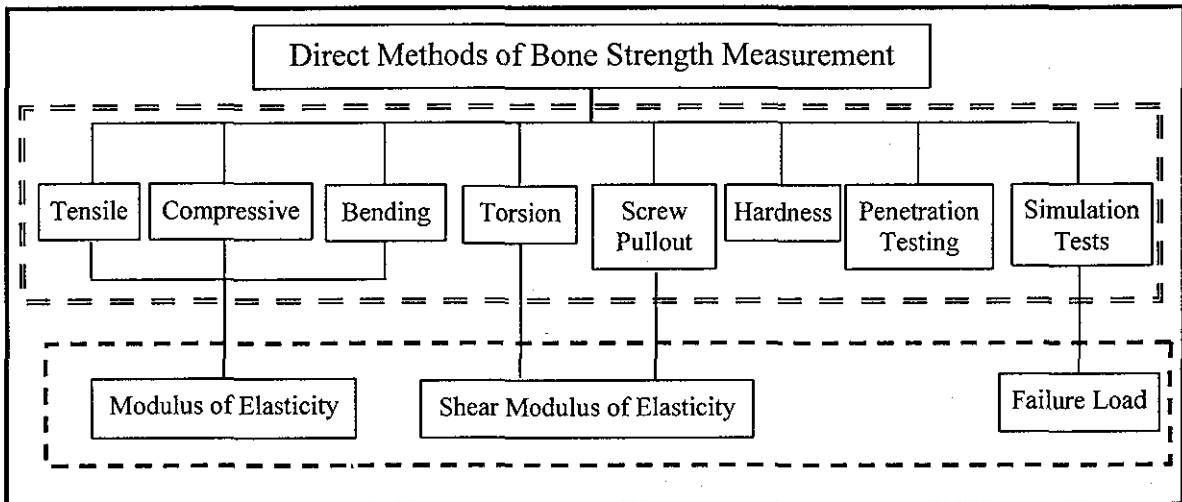 Direct Methods of Bone Strength Measurement
Tensile
Compressive
Bending
Torsion
Screw
Pullout
Hardness
Penetration
Testing
Simulation
Tests
Modulus of Elasticity
Shear Modulus of Elasticity
Failure Load